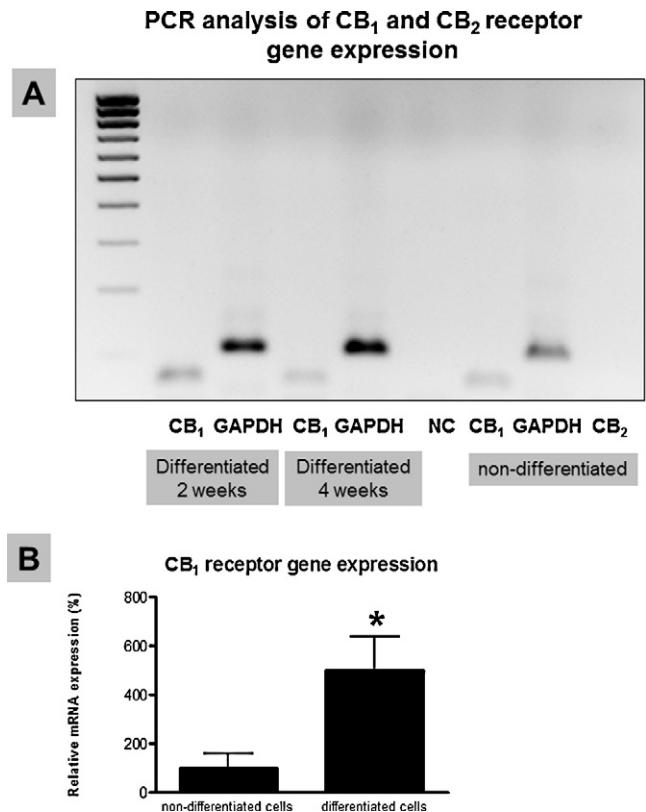 PCR analysis of CB₁ and CB₂ receptor
gene expression
A
CB₁ GAPDH CB₁ GAPDH NC CB₁ GAPDH CB₂
Differentiated
2 weeks
Differentiated
4 weeks
non-differentiated
B
CB₁ receptor gene expression
Relative mRNA expression (%)
800
600
*
400
200
0
non-differentiated cells differentiated cells